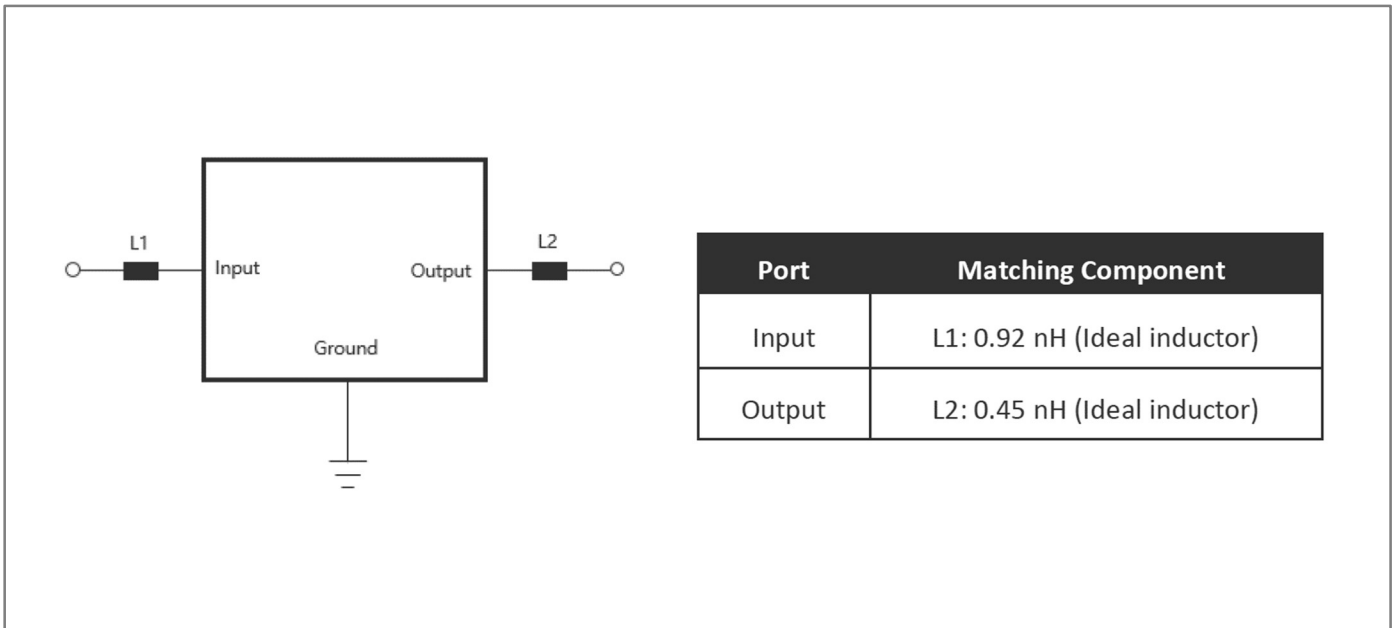 L1
L2
Input
Output
Ground
Port Matching Component
Input L1: 0.92 nH (Ideal inductor)
Output L2: 0.45 nH (Ideal inductor)